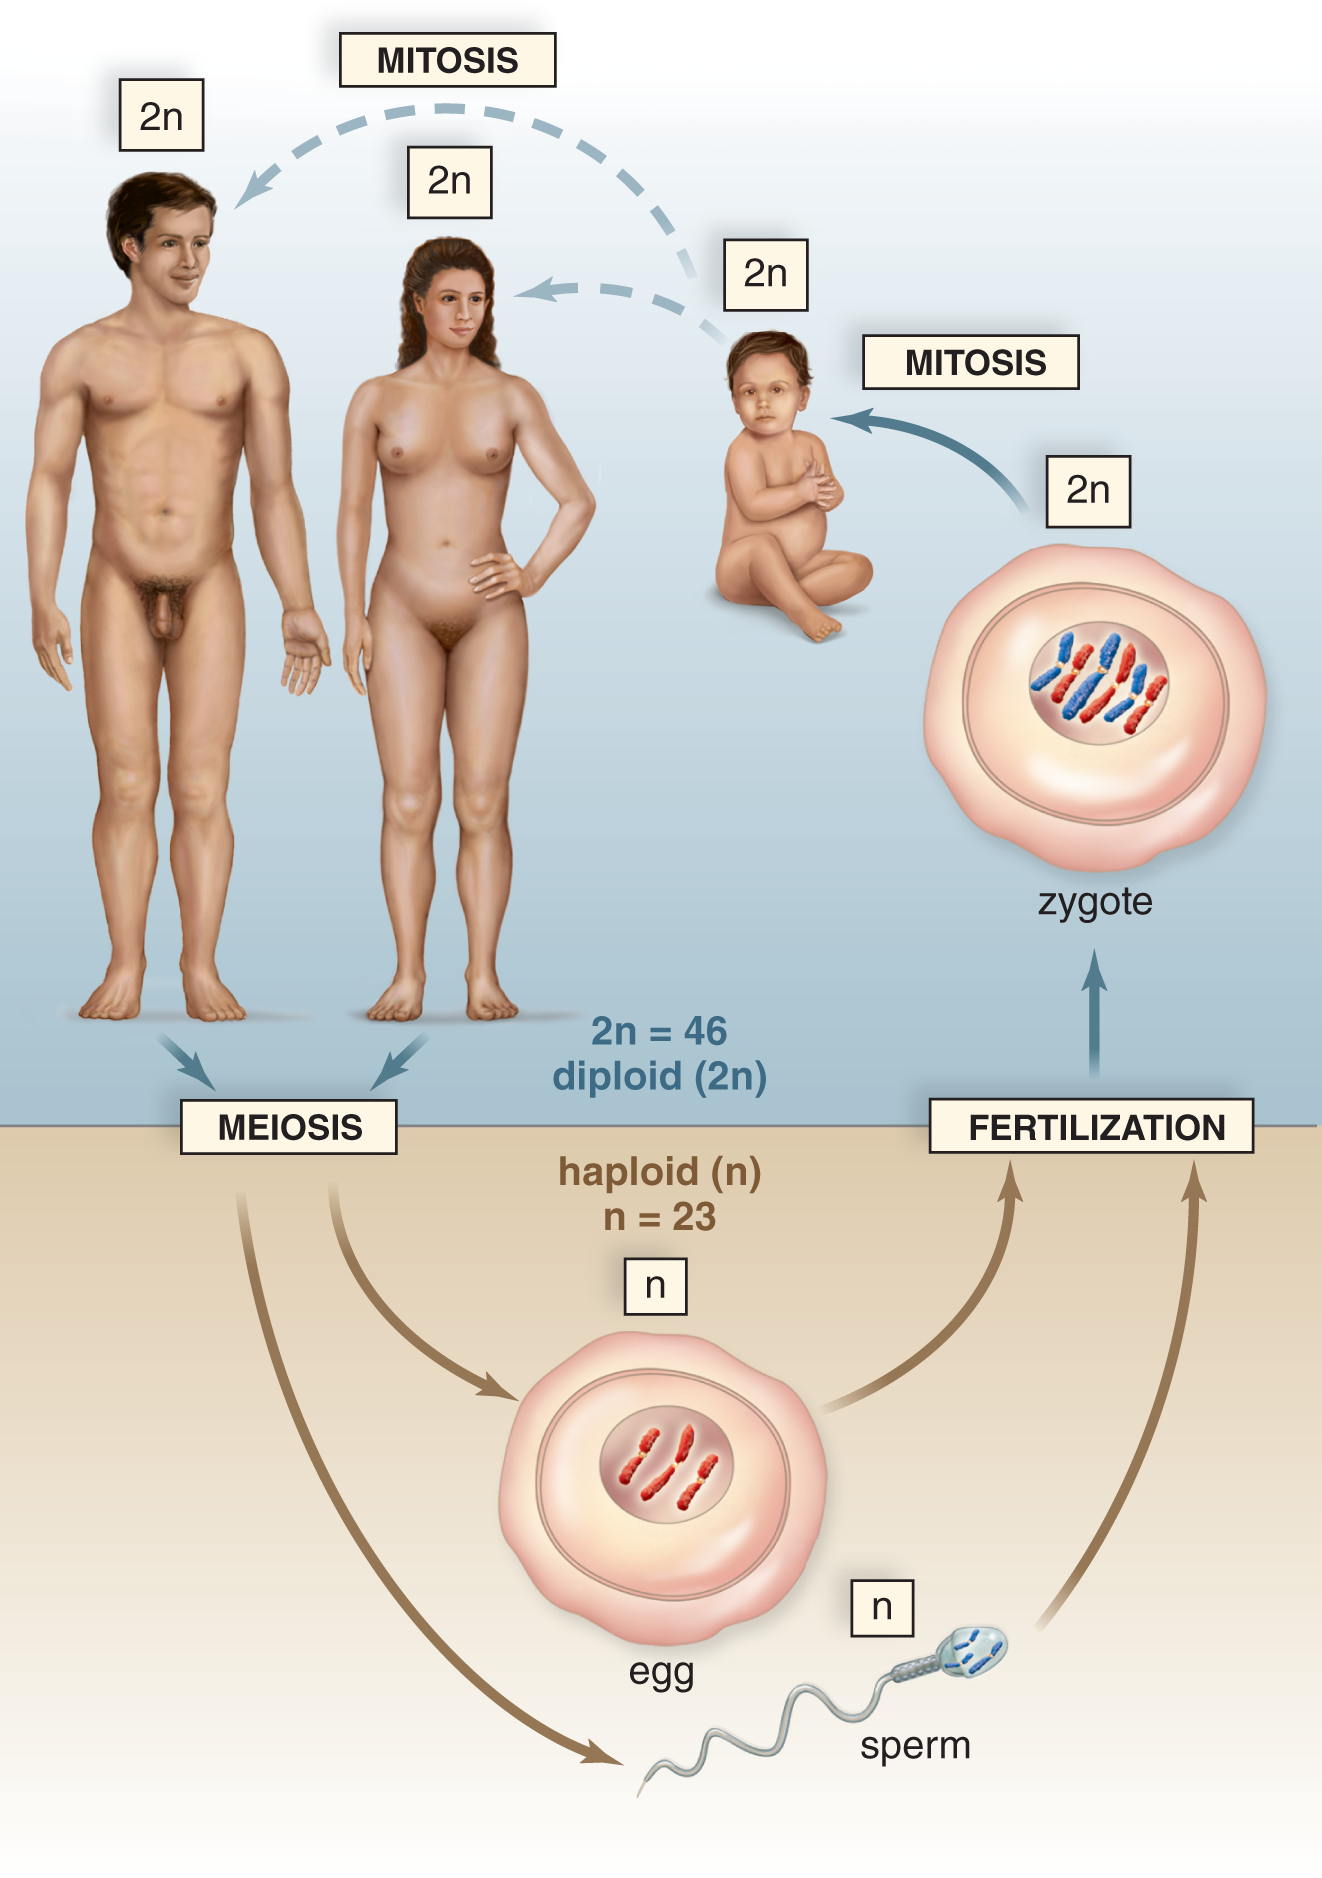 MITOSIS
2n
2n
2n
MITOSIS
2n
zygote
2n = 46
diploid (2n)
MEIOSIS
FERTILIZATION
haploid (n)
n = 23
n
egg
n
sperm